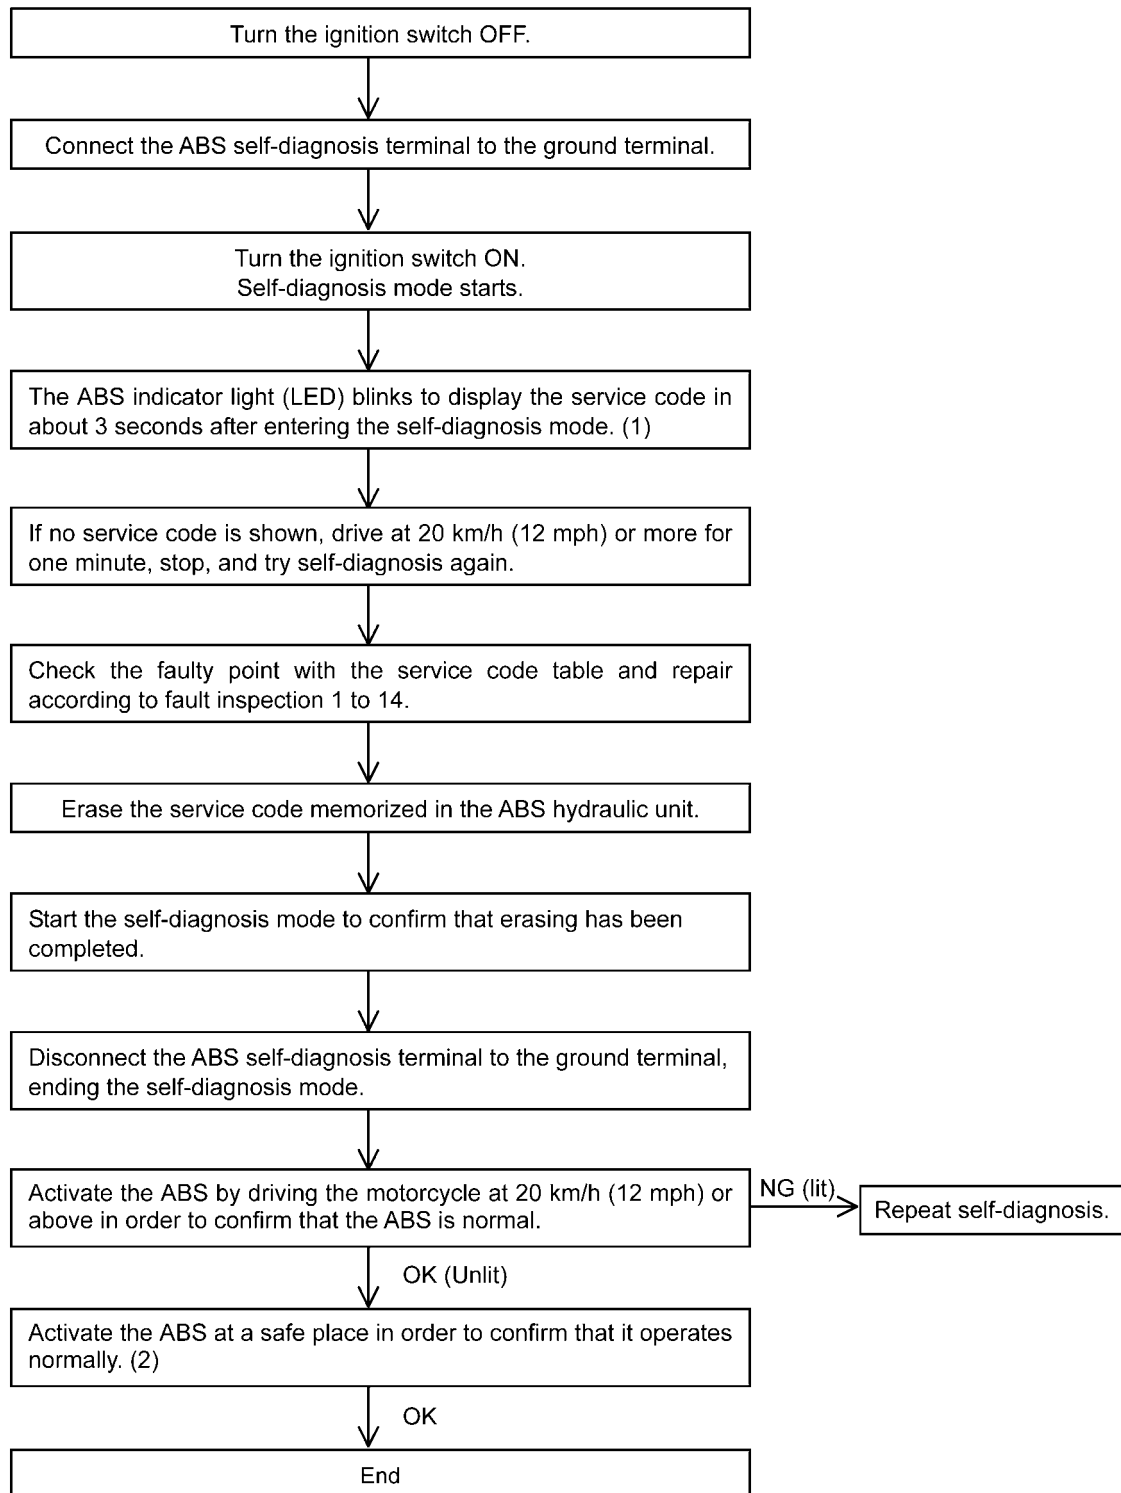 Turn the ignition switch OFF.
Connect the ABS self-diagnosis terminal to the ground terminal.
Turn the ignition switch ON.
Self-diagnosis mode starts.
The ABS indicator light (LED) blinks to display the service code in
about 3 seconds after entering the self-diagnosis mode. (1)
If no service code is shown, drive at 20 km/h (12 mph) or more for
one minute, stop, and try self-diagnosis again.
Check the faulty point with the service code table and repair
according to fault inspection 1 to 14.
Erase the service code memorized in the ABS hydraulic unit.
Start the self-diagnosis mode to confirm that erasing has been
completed.
Disconnect the ABS self-diagnosis terminal to the ground terminal,
ending the self-diagnosis mode.
Activate the ABS by driving the motorcycle at 20 km/h (12 mph) or
above in order to confirm that the ABS is normal.
NG (lit)
Repeat self-diagnosis.
OK (Unlit)
Activate the ABS at a safe place in order to confirm that it operates
normally. (2)
OK
End